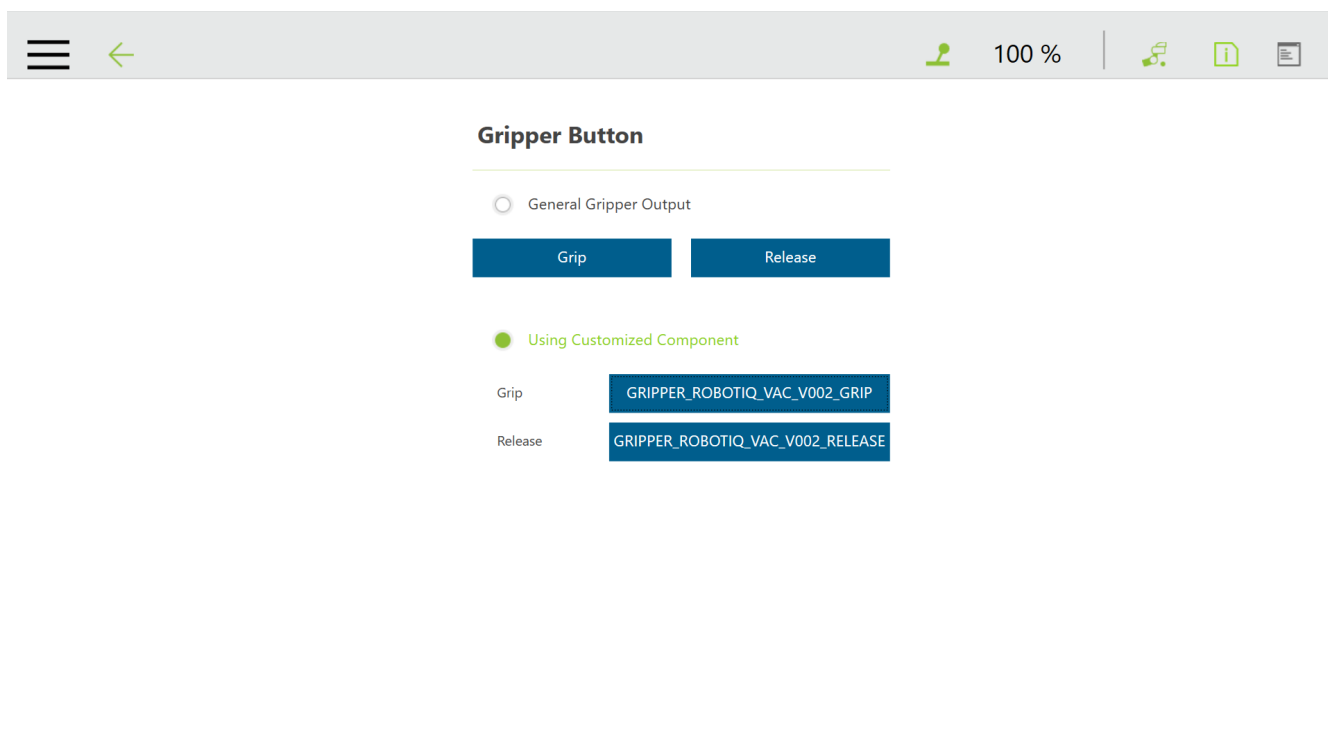 100 %
Gripper Button
General Gripper Output
Grip Release
Using Customized Component
Grip GRIPPER_ROBOTIQ_VAC_V002_GRIP
Release GRIPPER_ROBOTIQ_VAC_V002_RELEASE